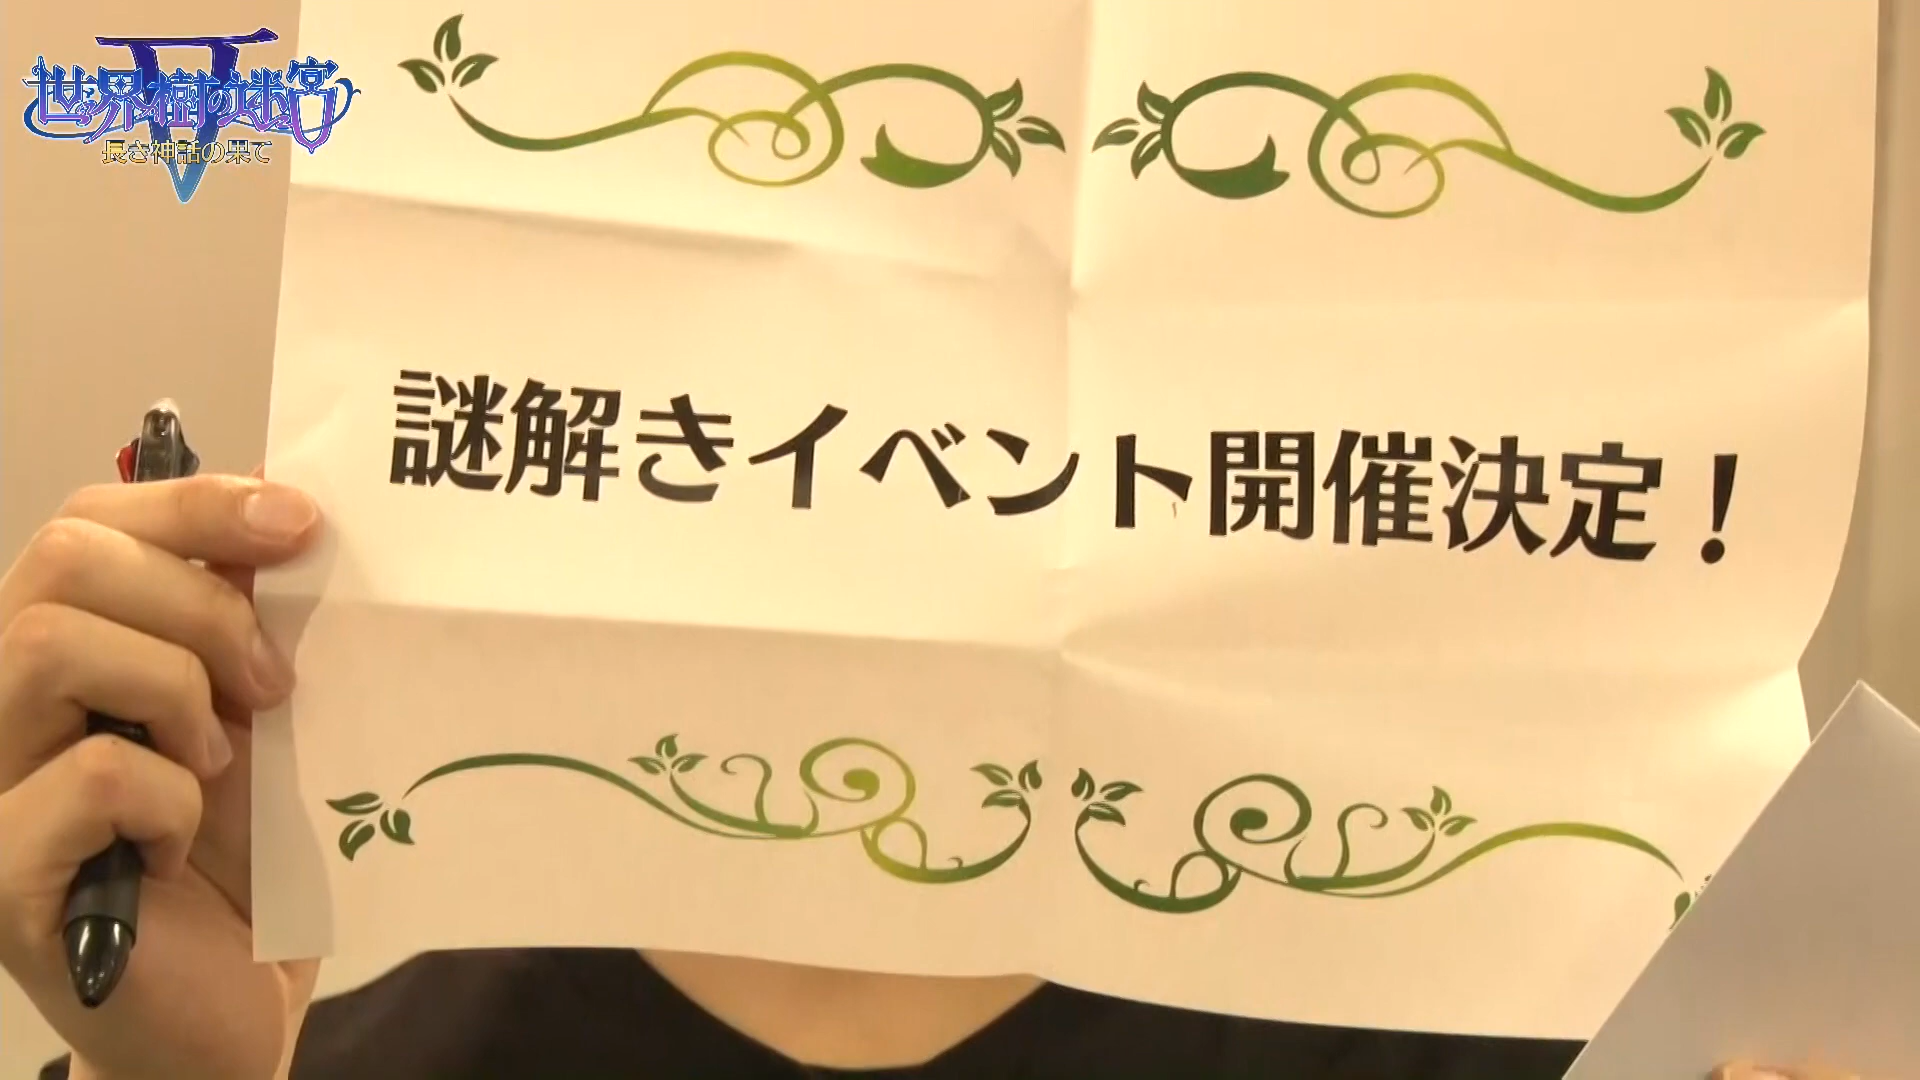 世界樹の迷宮
V
長き神話の果て
謎解きイベント開催決定！